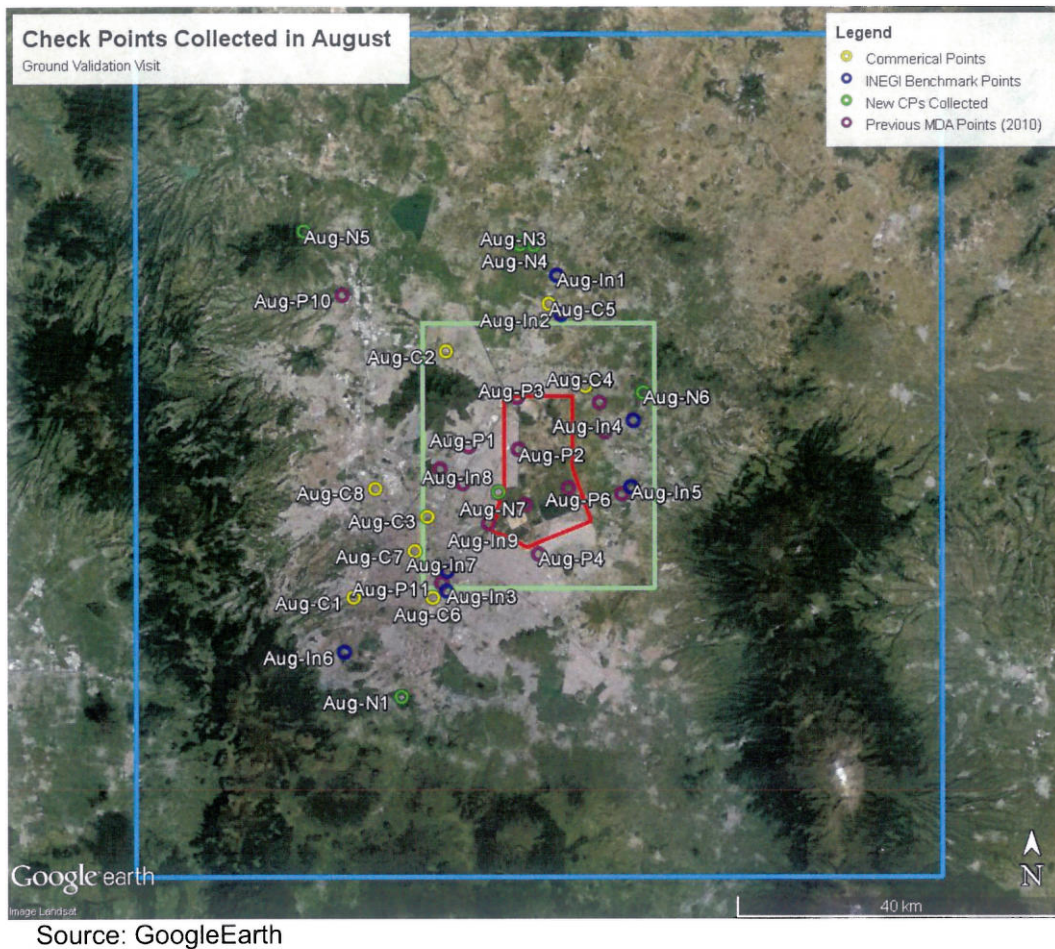 Check Points Collected in August
Ground Validation Visit
Legend
Commerical Points
INEGI Benchmark Points
New CPs Collected
Previous MDA Points (2010)
Aug-N5
Aug-N3
Aug-N4
Aug-In1
Aug-P10
Aug-C5
Aug-In2
Aug-C2
Aug-C4
Aug-P3
Aug-N6
Aug-In4
Aug-P1
Aug-P2
Aug-In8
Aug-C8
Aug-P6
Aug-In5
Aug-N7
Aug-C3
Aug-In9
Aug-C7
Aug-In7
Aug-P4
Aug-P11
Aug-C1
Aug-In3
Aug-C6
Aug-In6
Aug-N1
Google earth
N
Image Landsat
40 km
Source: GoogleEarth